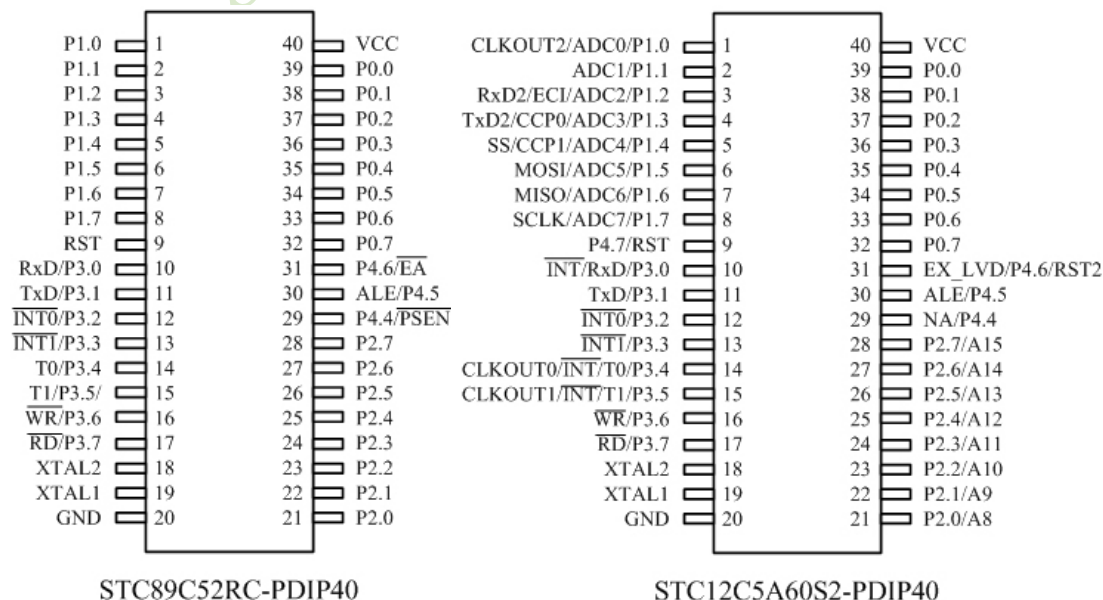 P1.0 1 40 VCC
P1.1 2 39 P0.0
P1.2 3 38 P0.1
P1.3 4 37 P0.2
P1.4 5 36 P0.3
P1.5 6 35 P0.4
P1.6 7 34 P0.5
P1.7 8 33 P0.6
RST 9 32 P0.7
RxD/P3.0 10 31 P4.6/E̅A̅
TxD/P3.1 11 30 ALE/P4.5
I̅N̅T̅0̅/P3.2 12 29 P4.4/P̅S̅E̅N̅
I̅N̅T̅1̅/P3.3 13 28 P2.7
T0/P3.4 14 27 P2.6
T1/P3.5/ 15 26 P2.5
W̅R̅/P3.6 16 25 P2.4
R̅D̅/P3.7 17 24 P2.3
XTAL2 18 23 P2.2
XTAL1 19 22 P2.1
GND 20 21 P2.0
STC89C52RC-PDIP40
CLKOUT2/ADC0/P1.0 1 40 VCC
ADC1/P1.1 2 39 P0.0
RxD2/ECI/ADC2/P1.2 3 38 P0.1
TxD2/CCP0/ADC3/P1.3 4 37 P0.2
SS/CCP1/ADC4/P1.4 5 36 P0.3
MOSI/ADC5/P1.5 6 35 P0.4
MISO/ADC6/P1.6 7 34 P0.5
SCLK/ADC7/P1.7 8 33 P0.6
P4.7/RST 9 32 P0.7
I̅N̅T̅/RxD/P3.0 10 31 EX_LVD/P4.6/RST2
TxD/P3.1 11 30 ALE/P4.5
I̅N̅T̅0̅/P3.2 12 29 NA/P4.4
I̅N̅T̅1̅/P3.3 13 28 P2.7/A15
CLKOUT0/I̅N̅T̅/T0/P3.4 14 27 P2.6/A14
CLKOUT1/I̅N̅T̅/T1/P3.5 15 26 P2.5/A13
W̅R̅/P3.6 16 25 P2.4/A12
R̅D̅/P3.7 17 24 P2.3/A11
XTAL2 18 23 P2.2/A10
XTAL1 19 22 P2.1/A9
GND 20 21 P2.0/A8
STC12C5A60S2-PDIP40